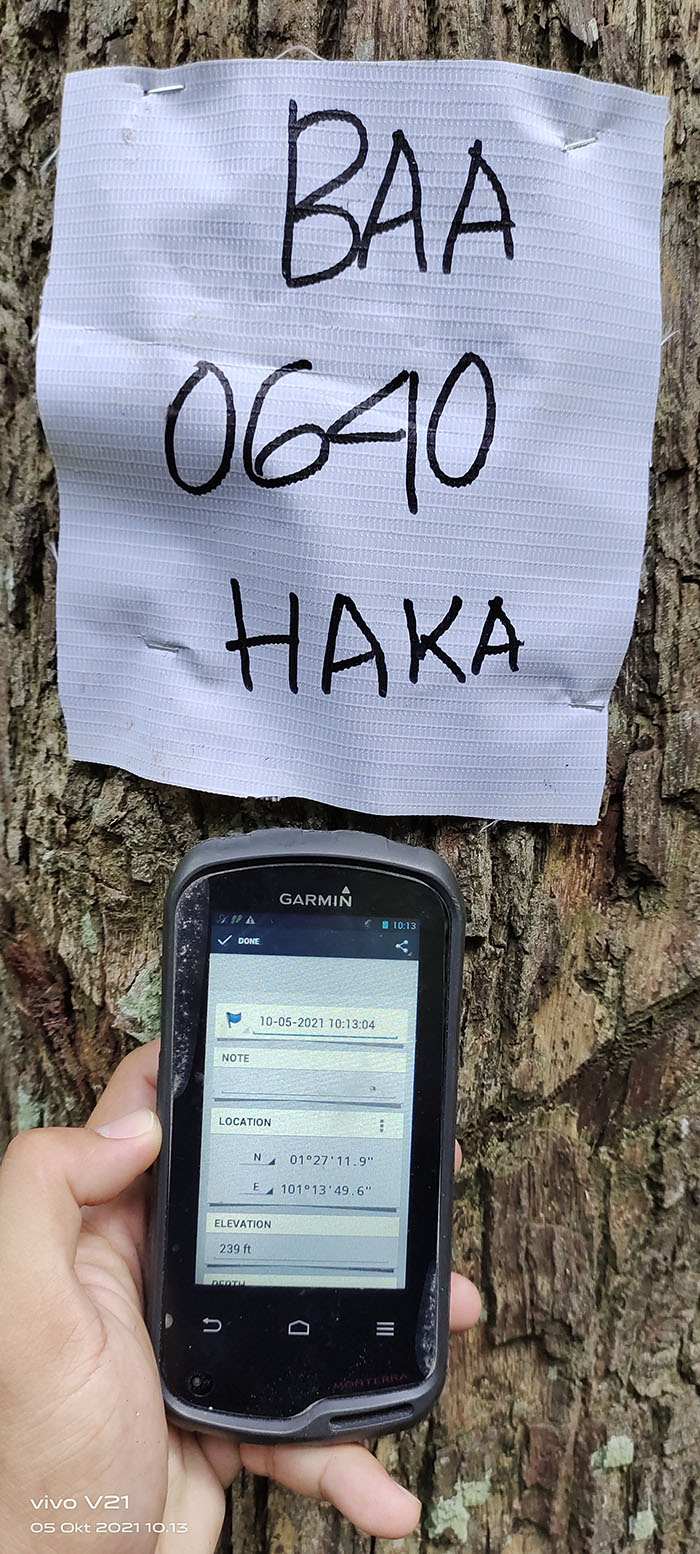 BAA
0640
HAKA
GARMIN
10:13
DONE
10-05-2021 10:13:04
NOTE
LOCATION
N 01°27'11.9"
E 101°13'49.6"
ELEVATION
239 ft
DEPTH
MONTERRA
vivo V21
05 Okt 2021 10.13